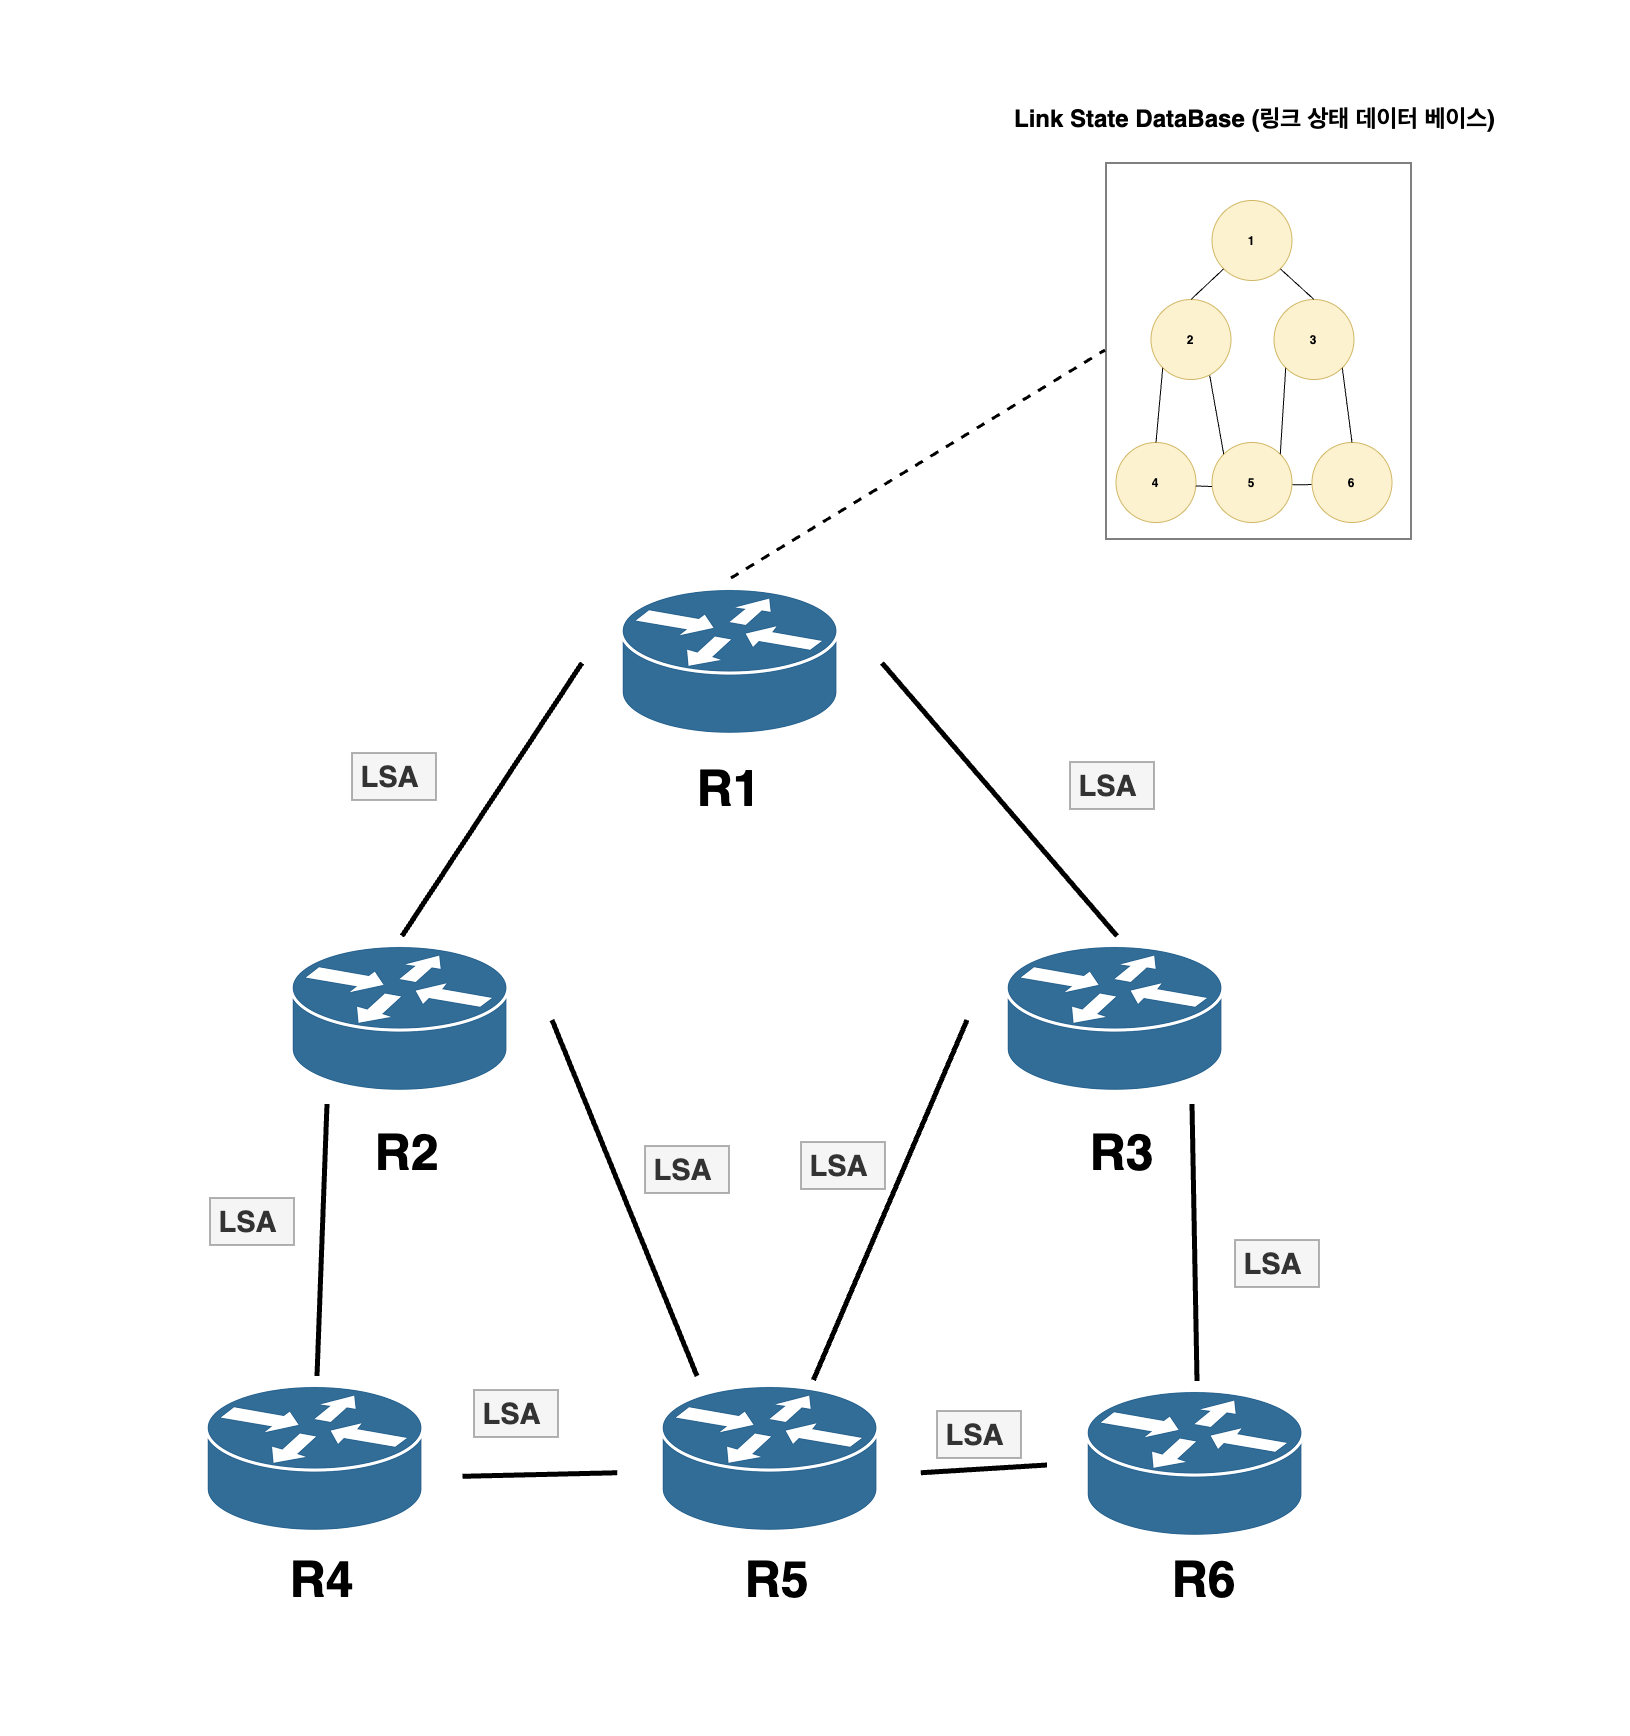 Link State DataBase (링크 상태 데이터 베이스)
1
2
3
4
5
6
R1
LSA
LSA
R2
R3
LSA
LSA
LSA
LSA
LSA
LSA
R4
R5
R6